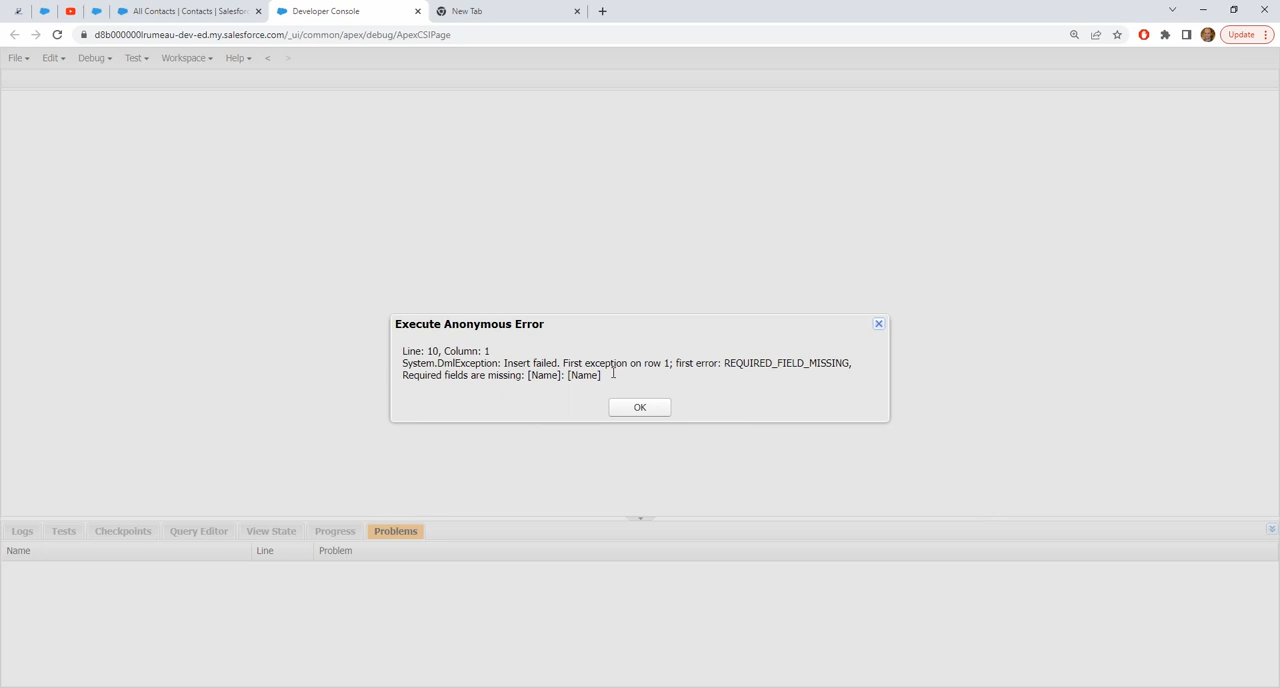 All Contacts | Contacts | Salesforc
Developer Console
New Tab
d8b000000lrumeau-dev-ed.my.salesforce.com/_ui/common/apex/debug/ApexCSIPage
Update
File Edit Debug Test Workspace Help < >
Execute Anonymous Error
Line: 10, Column: 1
System.DmlException: Insert failed. First exception on row 1; first error: REQUIRED_FIELD_MISSING,
Required fields are missing: [Name]: [Name]
OK
Logs Tests Checkpoints Query Editor View State Progress Problems
Name Line Problem